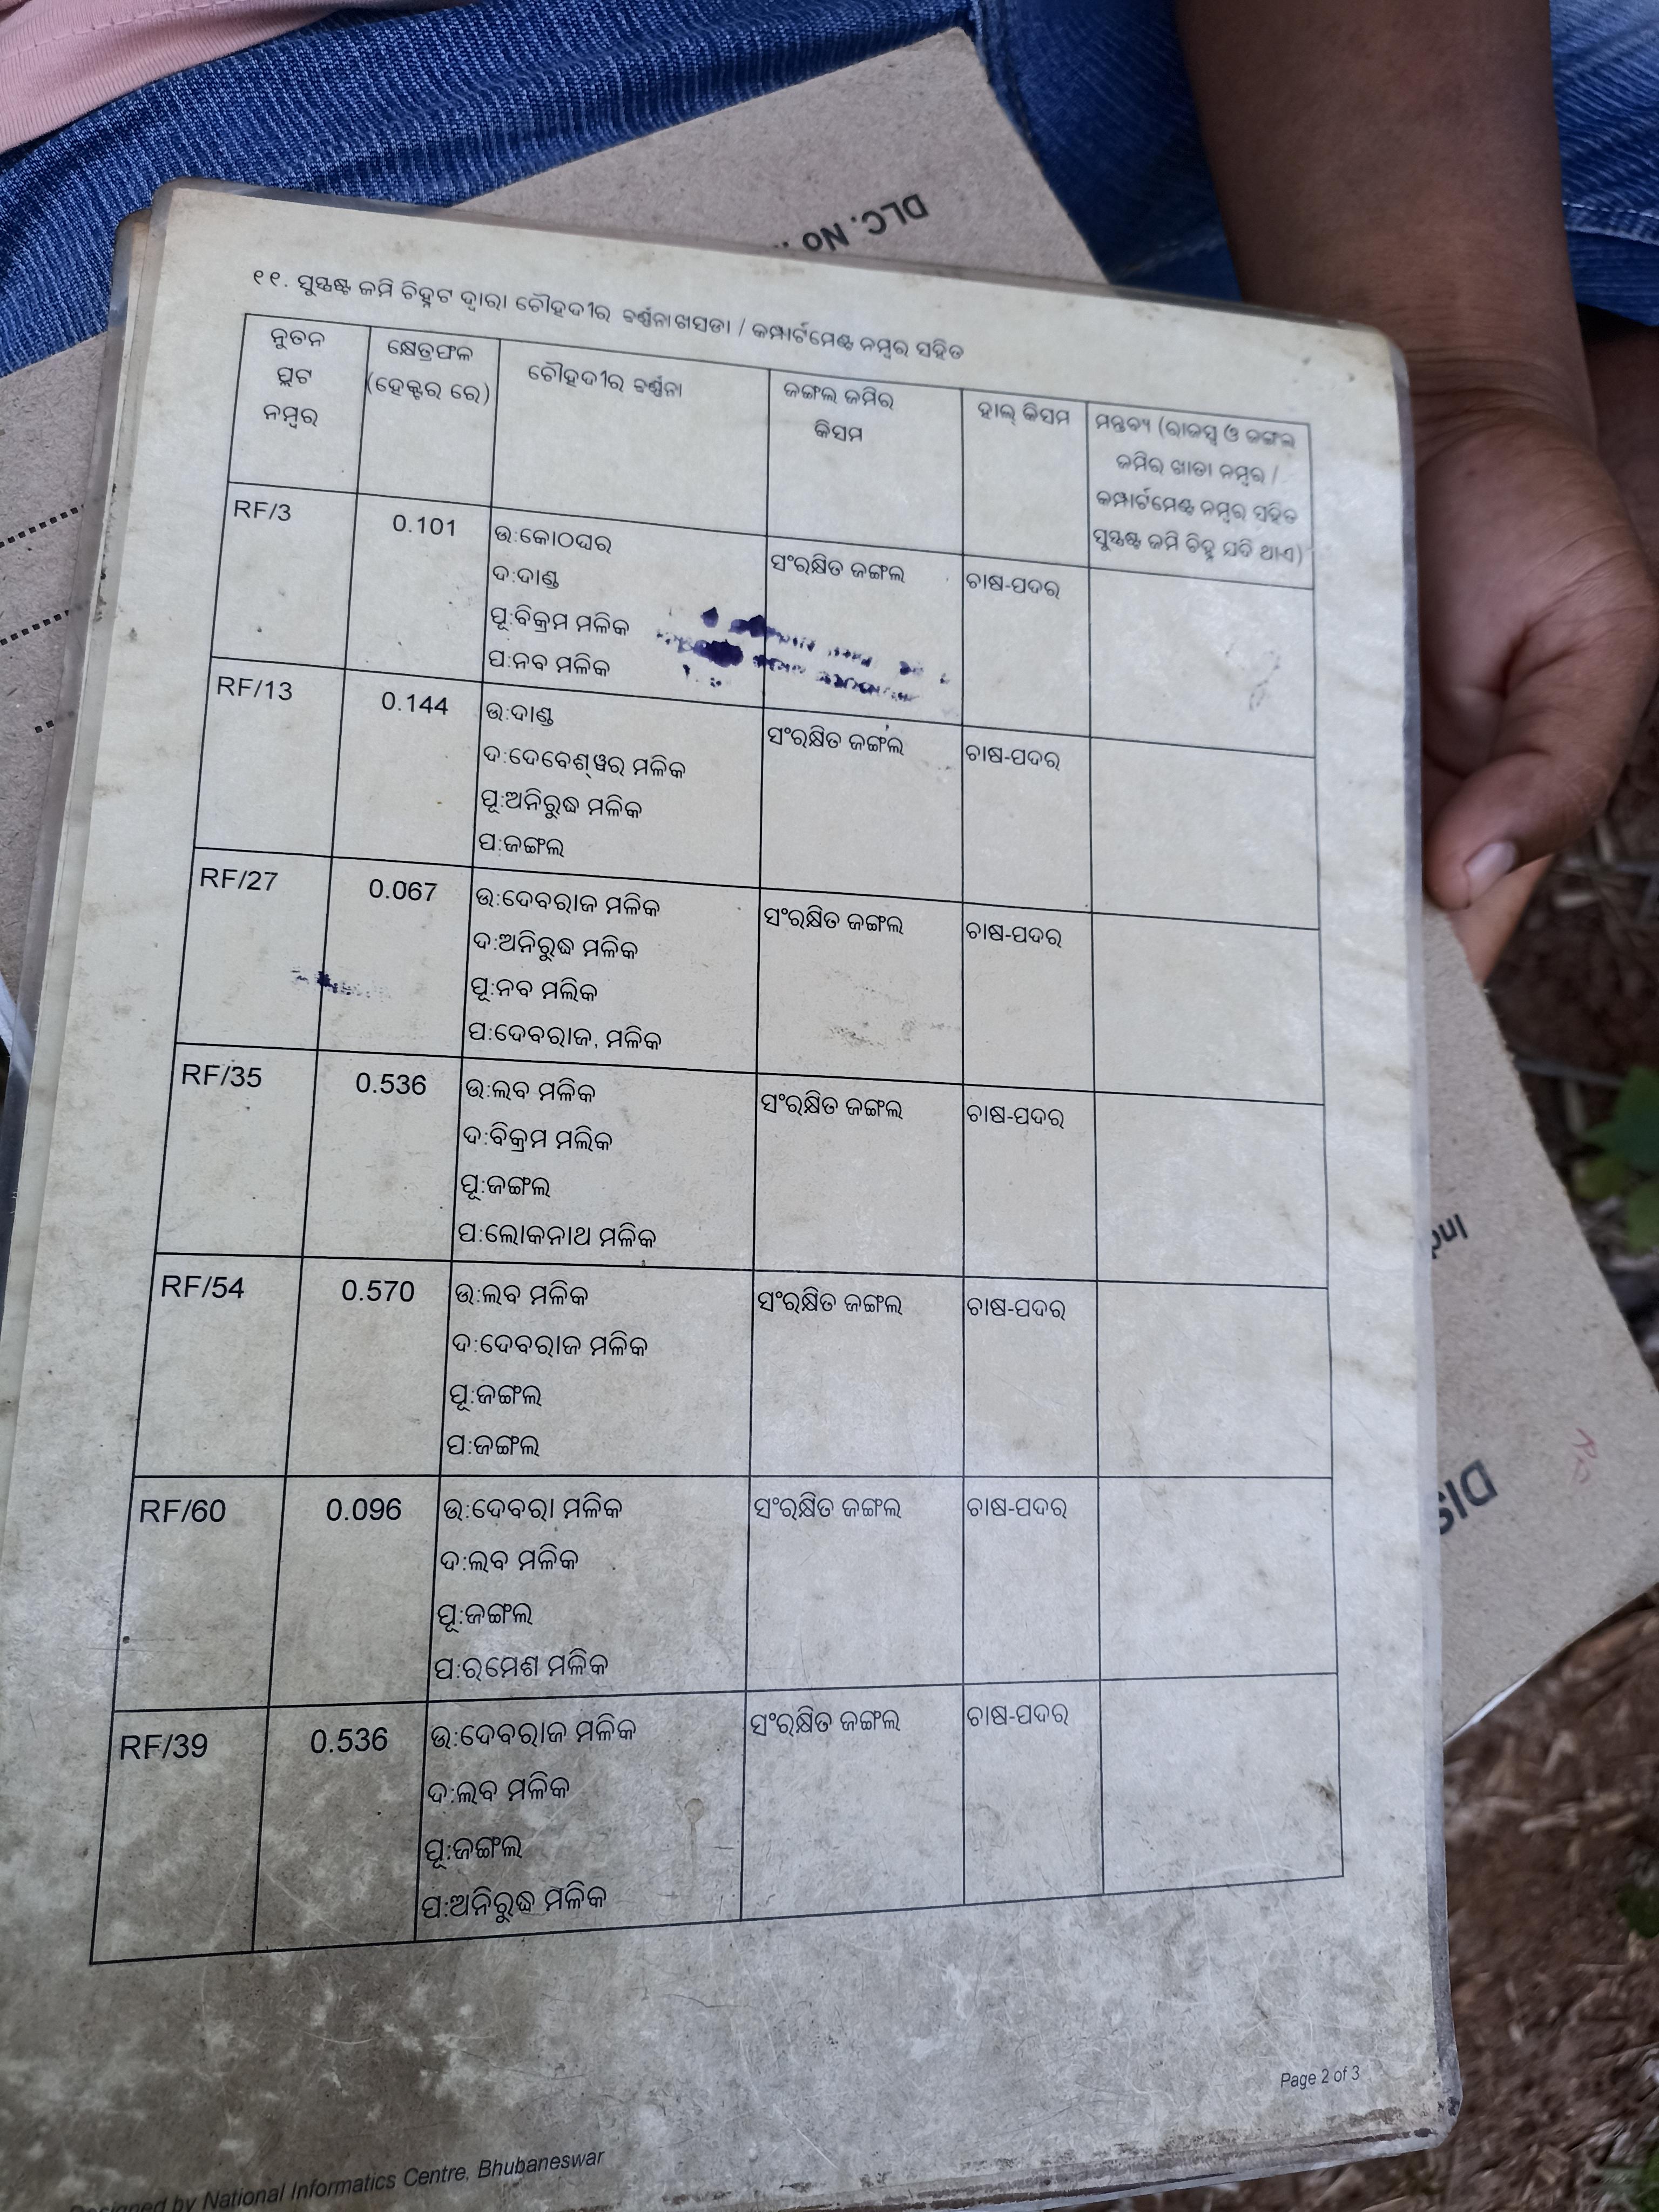 DLC. No
୧୧. ସୁସ୍ପଷ୍ଟ ଜମି ଚିହ୍ନଟ ଦ୍ୱାରା ଚୌହଦୀର ବର୍ଣ୍ଣନା ଖସଡା / କମ୍ପାର୍ଟମେଣ୍ଟ ନମ୍ବର ସହିତ
ନୁତନ ପ୍ଲଟ ନମ୍ବର
କ୍ଷେତ୍ରଫଳ (ହେକ୍ଟର ରେ)
ଚୌହଦୀର ବର୍ଣ୍ଣନା
ଜଙ୍ଗଲ ଜମିର କିସମ
ହାଲ୍ କିସମ
ମନ୍ତବ୍ୟ (ରାଜସ୍ୱ ଓ ଜଙ୍ଗଲ
ଜମିର ଖାତା ନମ୍ବର /
କମ୍ପାର୍ଟମେଣ୍ଟ ନମ୍ବର ସହିତ
ସୁସ୍ପଷ୍ଟ ଜମି ଚିହ୍ନ ଯଦି ଥାଏ)
RF/3 0.101 ଉ:କୋଠଘର ସଂରକ୍ଷିତ ଜଙ୍ଗଲ ଚାଷ-ପଦର
ଦ:ଦାଣ୍ଡ
ପୂ:ବିକ୍ରମ ମଳିକ
ପ:ନବ ମଳିକ
RF/13 0.144 ଉ:ଦାଣ୍ଡ ସଂରକ୍ଷିତ ଜଙ୍ଗଲ ଚାଷ-ପଦର
ଦ:ଦେବେଶ୍ୱର ମଳିକ
ପୂ:ଅନିରୁଦ୍ଧ ମଳିକ
ପ:ଜଙ୍ଗଲ
RF/27 0.067 ଉ:ଦେବରାଜ ମଳିକ ସଂରକ୍ଷିତ ଜଙ୍ଗଲ ଚାଷ-ପଦର
ଦ:ଅନିରୁଦ୍ଧ ମଳିକ
ପୂ:ନବ ମଲିକ
ପ:ଦେବରାଜ, ମଳିକ
RF/35 0.536 ଉ:ଲବ ମଳିକ ସଂରକ୍ଷିତ ଜଙ୍ଗଲ ଚାଷ-ପଦର
ଦ:ବିକ୍ରମ ମଲିକ
ପୂ:ଜଙ୍ଗଲ
ପ:ଲୋକନାଥ ମଳିକ
RF/54 0.570 ଉ:ଲବ ମଳିକ ସଂରକ୍ଷିତ ଜଙ୍ଗଲ ଚାଷ-ପଦର
ଦ:ଦେବରାଜ ମଳିକ
ପୂ:ଜଙ୍ଗଲ
ପ:ଜଙ୍ଗଲ
RF/60 0.096 ଉ:ଦେବରା ମଳିକ ସଂରକ୍ଷିତ ଜଙ୍ଗଲ ଚାଷ-ପଦର
ଦ:ଲବ ମଳିକ
ପୂ:ଜଙ୍ଗଲ
ପ:ରମେଶ ମଳିକ
RF/39 0.536 ଉ:ଦେବରାଜ ମଳିକ ସଂରକ୍ଷିତ ଜଙ୍ଗଲ ଚାଷ-ପଦର
ଦ:ଲବ ମଳିକ
ପୂ:ଜଙ୍ଗଲ
ପ:ଅନିରୁଦ୍ଧ ମଳିକ
Page 2 of 3
Designed by National Informatics Centre, Bhubaneswar